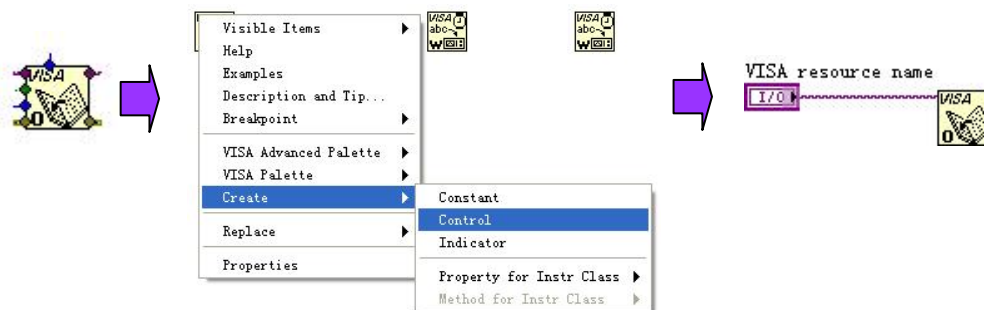 VISA
Visible Items
Help
Examples
Description and Tip...
Breakpoint
VISA Advanced Palette
VISA Palette
Create
Replace
Properties
Constant
Control
Indicator
Property for Instr Class
Method for Instr Class
VISA
abc
W
VISA
abc
W
VISA resource name
I/O
VISA